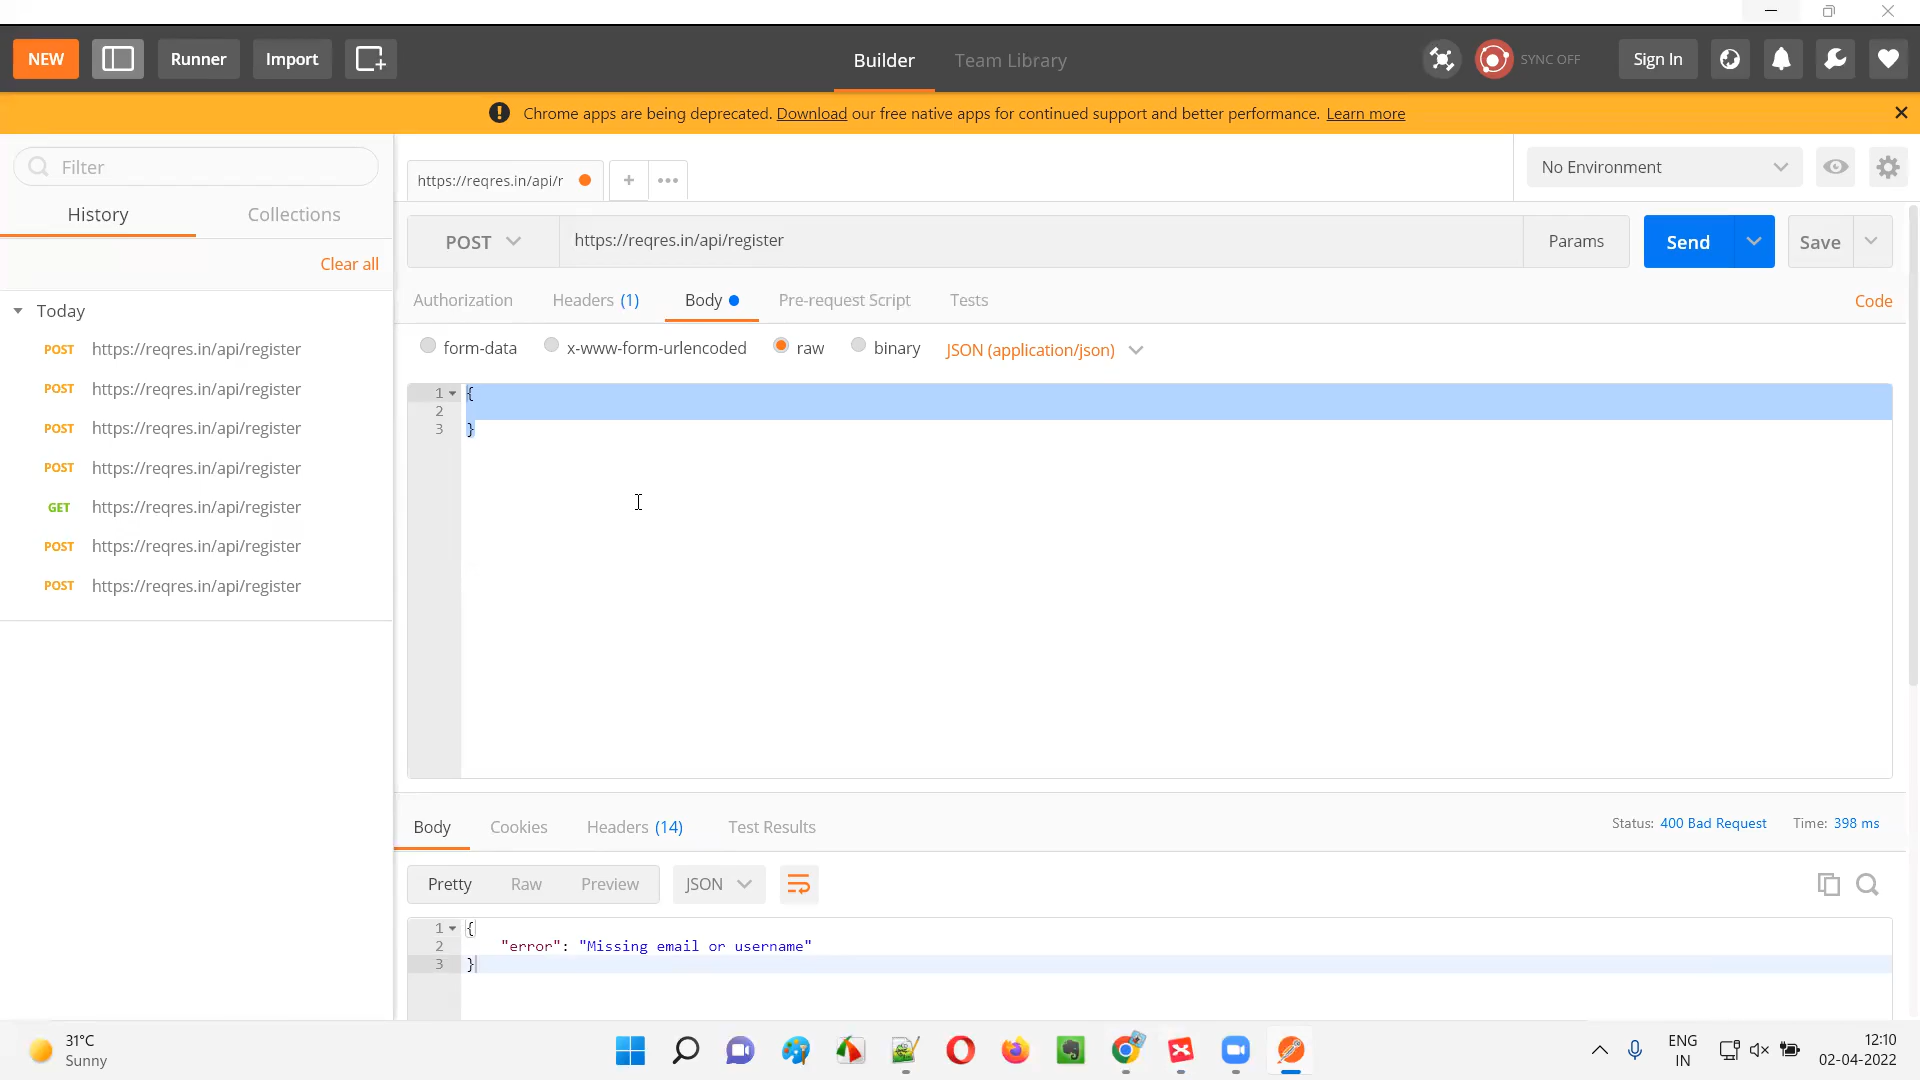 NEW
Runner
Import
Builder
Team Library
SYNC OFF
Sign In
Chrome apps are being deprecated. Download our free native apps for continued support and better performance. Learn more
Filter
History
Collections
Clear all
Today
POST https://reqres.in/api/register
POST https://reqres.in/api/register
POST https://reqres.in/api/register
POST https://reqres.in/api/register
GET https://reqres.in/api/register
POST https://reqres.in/api/register
POST https://reqres.in/api/register
https://reqres.in/api/r
No Environment
POST
https://reqres.in/api/register
Params
Send
Save
Authorization
Headers (1)
Body
Pre-request Script
Tests
Code
form-data
x-www-form-urlencoded
raw
binary
JSON (application/json)
1 {
2
3 }
Body
Cookies
Headers (14)
Test Results
Status: 400 Bad Request
Time: 398 ms
Pretty
Raw
Preview
JSON
1 {
2 "error": "Missing email or username"
3 }
31°C
Sunny
ENG
IN
12:10
02-04-2022